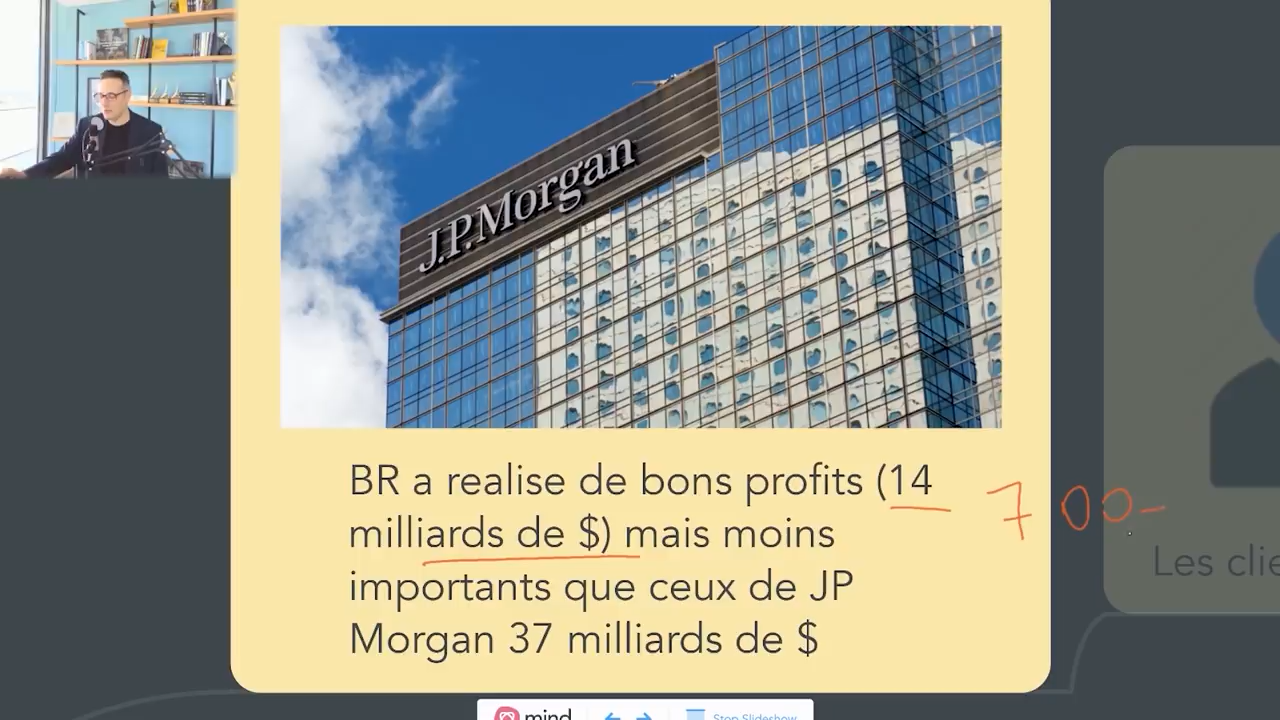 J.P.Morgan
BR a realise de bons profits (14
milliards de $) mais moins
importants que ceux de JP
Morgan 37 milliards de $
700-
Les clie
mind
Stop Slideshow